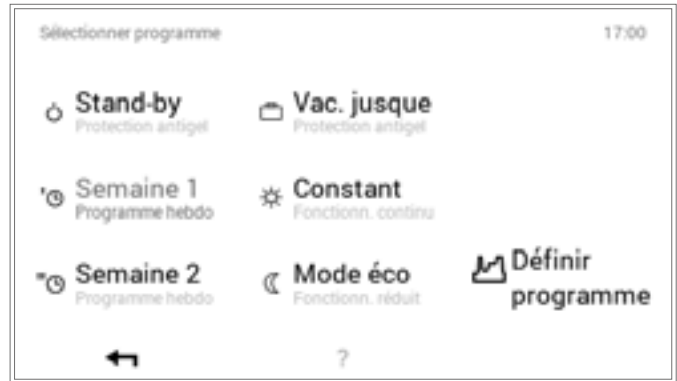 Sélectionner programme 17:00
Stand-by
Protection antigel
Vac. jusque
Protection antigel
Semaine 1
Programme hebdo
Constant
Fonctionn. continu
Semaine 2
Programme hebdo
Mode éco
Fonctionn. réduit
Définir
programme
?